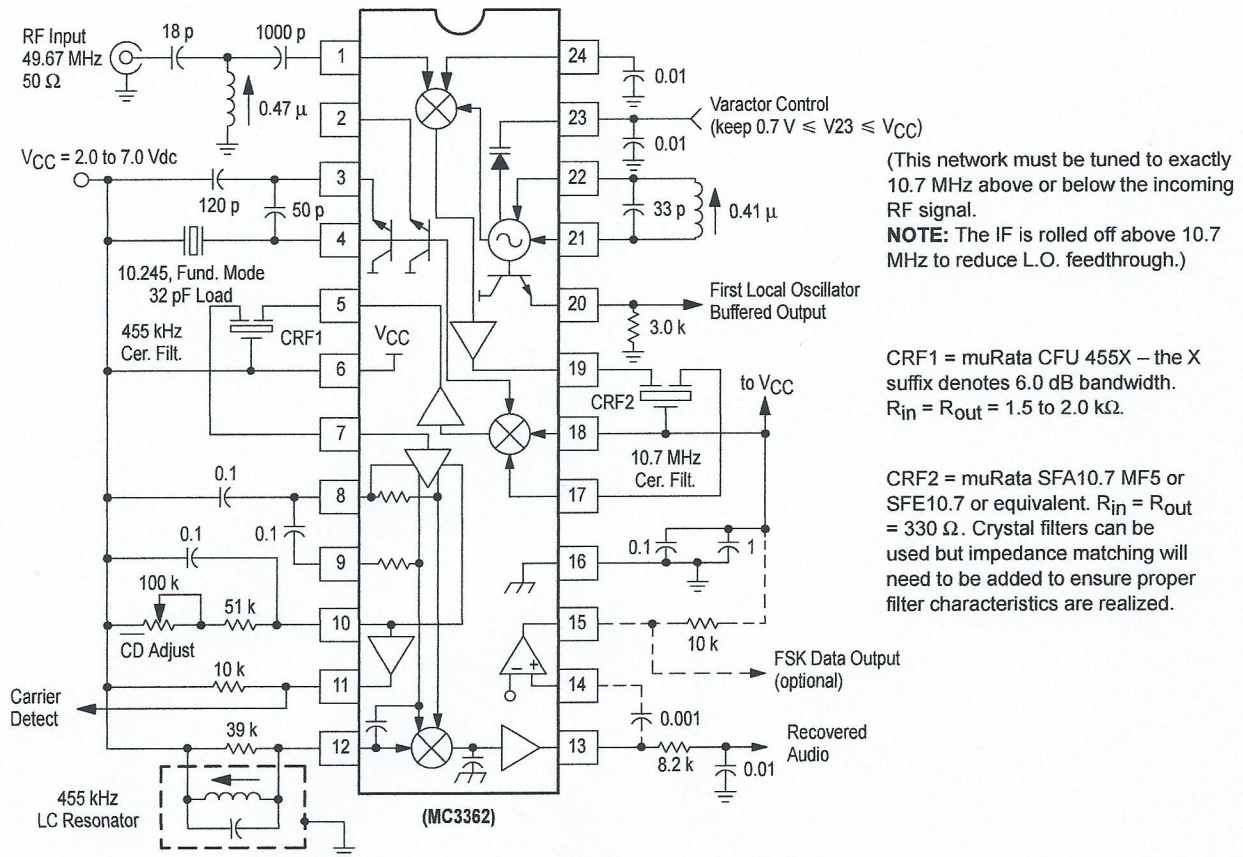 RF Input
49.67 MHz
50 Ω
18 p
1000 p
0.47 µ
VCC = 2.0 to 7.0 Vdc
120 p
50 p
10.245, Fund. Mode
32 pF Load
455 kHz
Cer. Filt.
CRF1
VCC
0.1
0.1
0.1
100 k
51 k
CD Adjust
10 k
Carrier
Detect
39 k
455 kHz
LC Resonator
1
2
3
4
5
6
7
8
9
10
11
12
(MC3362)
24
23
22
21
20
19
18
17
16
15
14
13
0.01
Varactor Control
(keep 0.7 V ≤ V23 ≤ VCC)
0.01
33 p
0.41 µ
First Local Oscillator
Buffered Output
3.0 k
CRF2
to VCC
10.7 MHz
Cer. Filt.
0.1
1
10 k
FSK Data Output
(optional)
0.001
Recovered
Audio
8.2 k
0.01
− +
(This network must be tuned to exactly
10.7 MHz above or below the incoming
RF signal.
NOTE: The IF is rolled off above 10.7
MHz to reduce L.O. feedthrough.)
CRF1 = muRata CFU 455X – the X
suffix denotes 6.0 dB bandwidth.
Rin = Rout = 1.5 to 2.0 kΩ.
CRF2 = muRata SFA10.7 MF5 or
SFE10.7 or equivalent. Rin = Rout
= 330 Ω. Crystal filters can be
used but impedance matching will
need to be added to ensure proper
filter characteristics are realized.